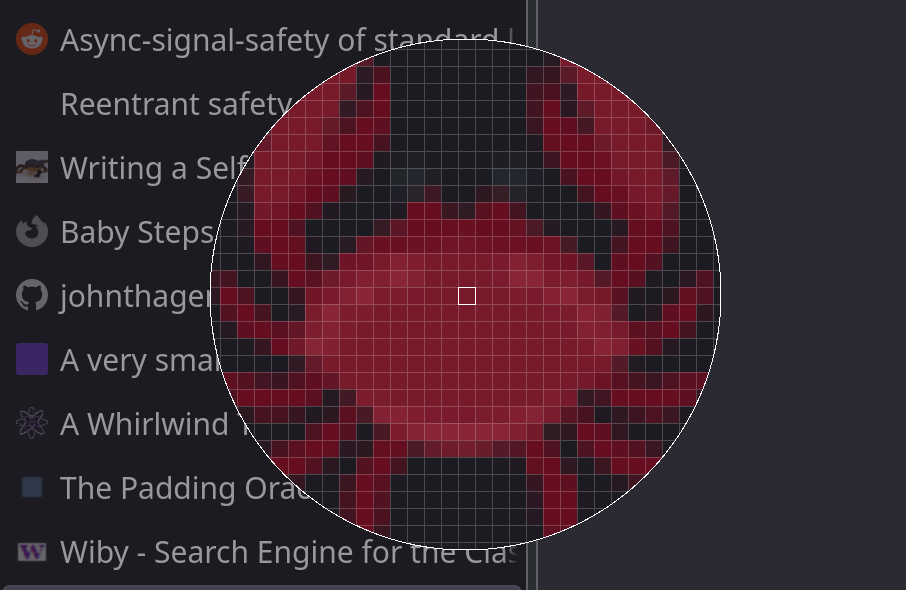 Async-signal-safety of standard
Reentrant safety
Writing a Self
Baby Steps
johnthager
A very smal
A Whirlwind
The Padding Orac
Wiby - Search Engine for the Clas